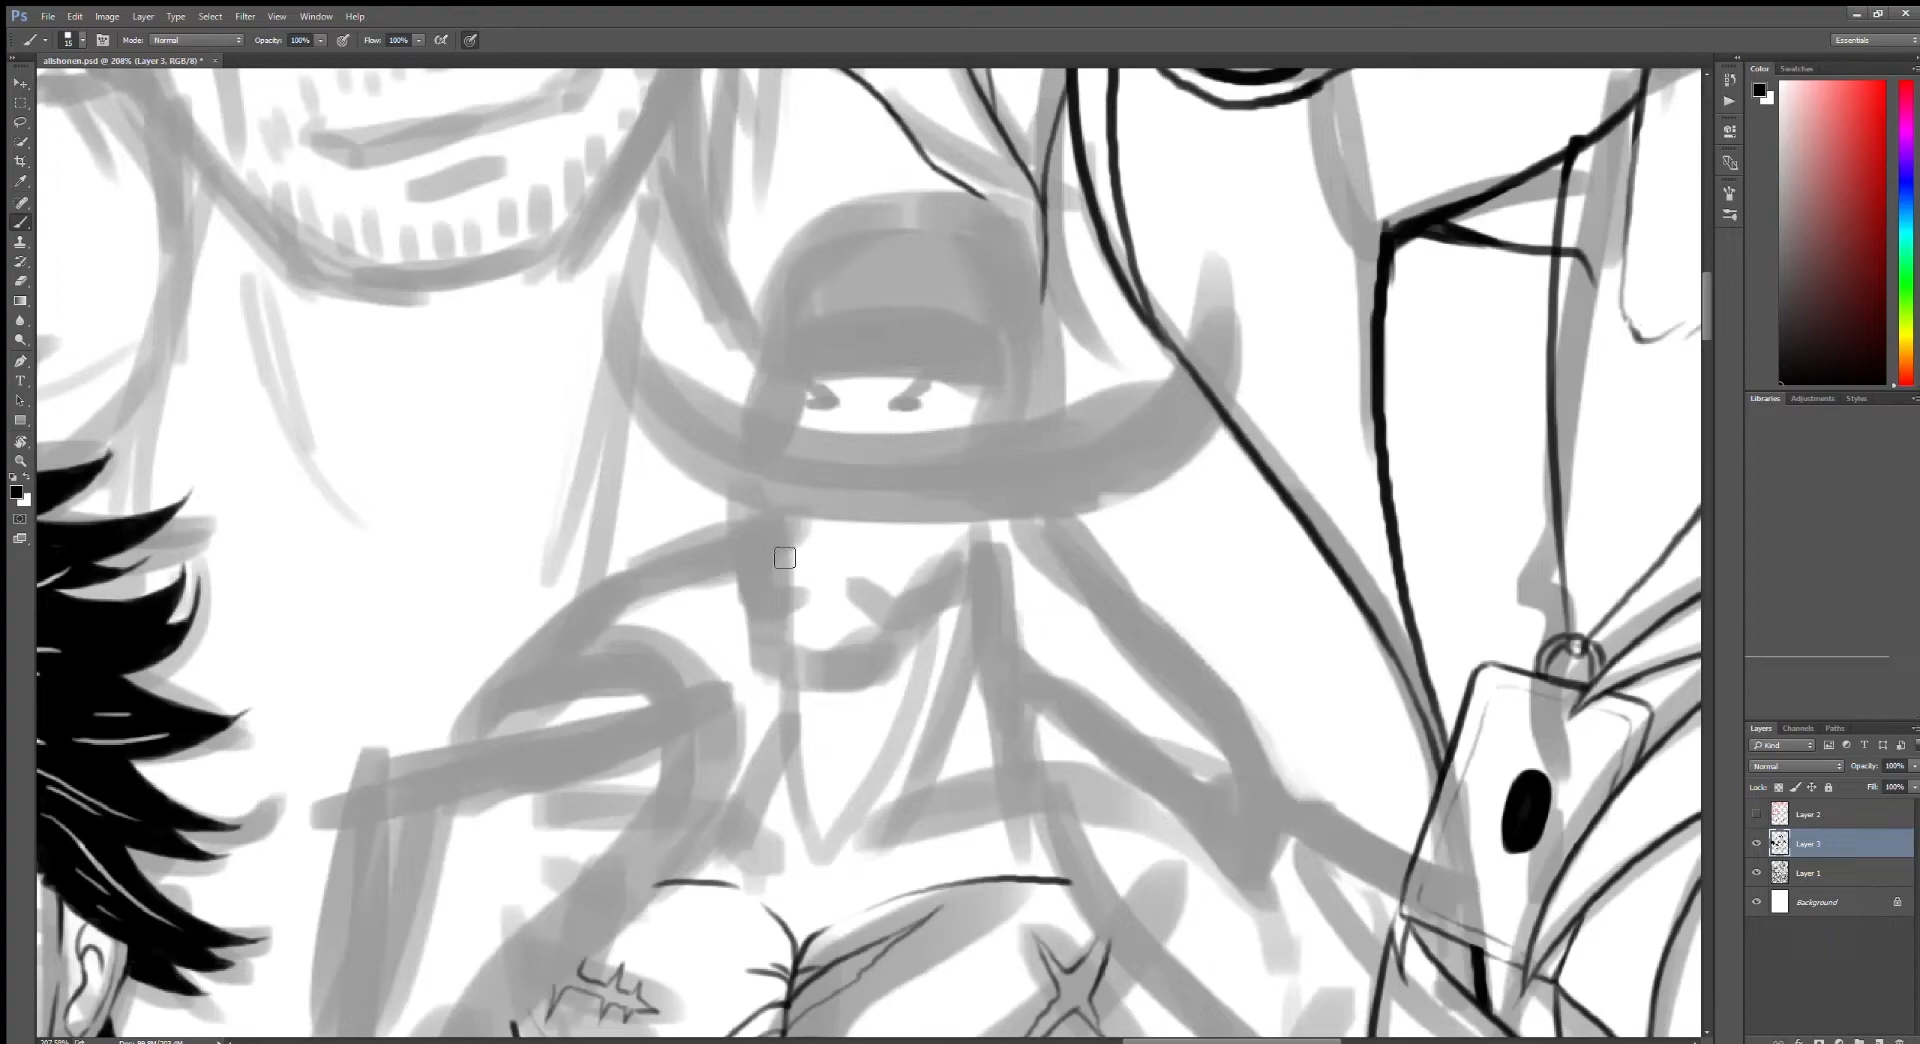 Ps File Edit Image Layer Type Select Filter View Window Help
15 Mode: Normal Opacity: 100% Flow: 100% Essentials
allshonen.psd @ 208% (Layer 3, RGB/8) * ×
Color Swatches
Libraries Adjustments Styles
Layers Channels Paths
Kind
Normal Opacity: 100%
Lock: Fill: 100%
Layer 2
Layer 3
Layer 1
Background